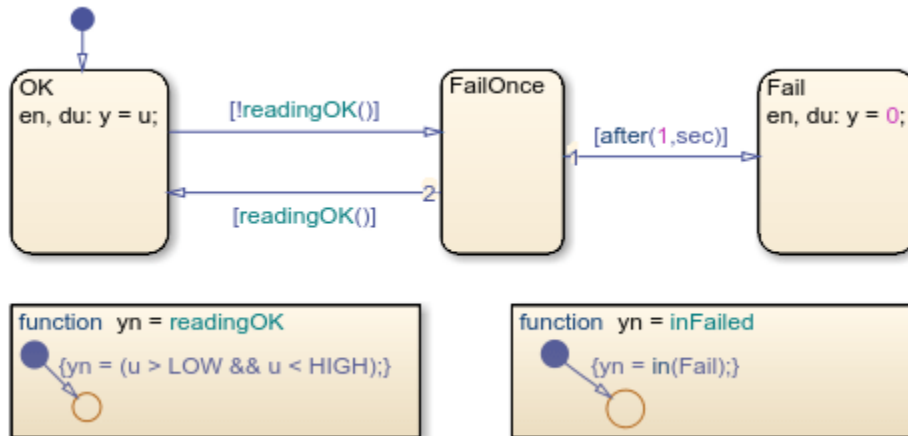 OK
en, du: y = u;
[!readingOK()]
FailOnce
Fail
en, du: y = 0;
[after(1,sec)]
1
2
[readingOK()]
function yn = readingOK
{yn = (u > LOW && u < HIGH);}
function yn = inFailed
{yn = in(Fail);}